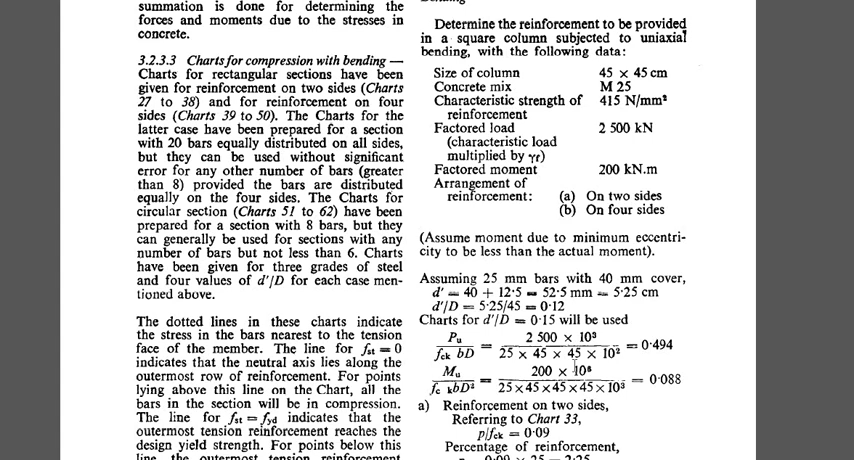 summation is done for determining the
forces and moments due to the stresses in
concrete.
3.2.3.3 Charts for compression with bending —
Charts for rectangular sections have been
given for reinforcement on two sides (Charts
27 to 38) and for reinforcement on four
sides (Charts 39 to 50). The Charts for the
latter case have been prepared for a section
with 20 bars equally distributed on all sides,
but they can be used without significant
error for any other number of bars (greater
than 8) provided the bars are distributed
equally on the four sides. The Charts for
circular section (Charts 51 to 62) have been
prepared for a section with 8 bars, but they
can generally be used for sections with any
number of bars but not less than 6. Charts
have been given for three grades of steel
and four values of d'/D for each case men-
tioned above.
The dotted lines in these charts indicate
the stress in the bars nearest to the tension
face of the member. The line for fst = 0
indicates that the neutral axis lies along the
outermost row of reinforcement. For points
lying above this line on the Chart, all the
bars in the section will be in compression.
The line for fst = fyd indicates that the
outermost tension reinforcement reaches the
design yield strength. For points below this
line, the outermost tension reinforcement
Determine the reinforcement to be provided
in a square column subjected to uniaxial
bending, with the following data:
Size of column 45 × 45 cm
Concrete mix M 25
Characteristic strength of 415 N/mm²
reinforcement
Factored load 2 500 kN
(characteristic load
multiplied by γf)
Factored moment 200 kN.m
Arrangement of
reinforcement: (a) On two sides
(b) On four sides
(Assume moment due to minimum eccentri-
city to be less than the actual moment).
Assuming 25 mm bars with 40 mm cover,
d' = 40 + 12·5 = 52·5 mm = 5·25 cm
d'/D = 5·25/45 = 0·12
Charts for d'/D = 0·15 will be used
Pu / fck bD = 2 500 × 10³ / 25 × 45 × 45 × 10² = 0·494
Mu / fc kbD² = 200 × 10⁶ / 25×45×45×45×10³ = 0·088
a) Reinforcement on two sides,
Referring to Chart 33,
p/fck = 0·09
Percentage of reinforcement,
p = 0·09 × 25 = 2·25